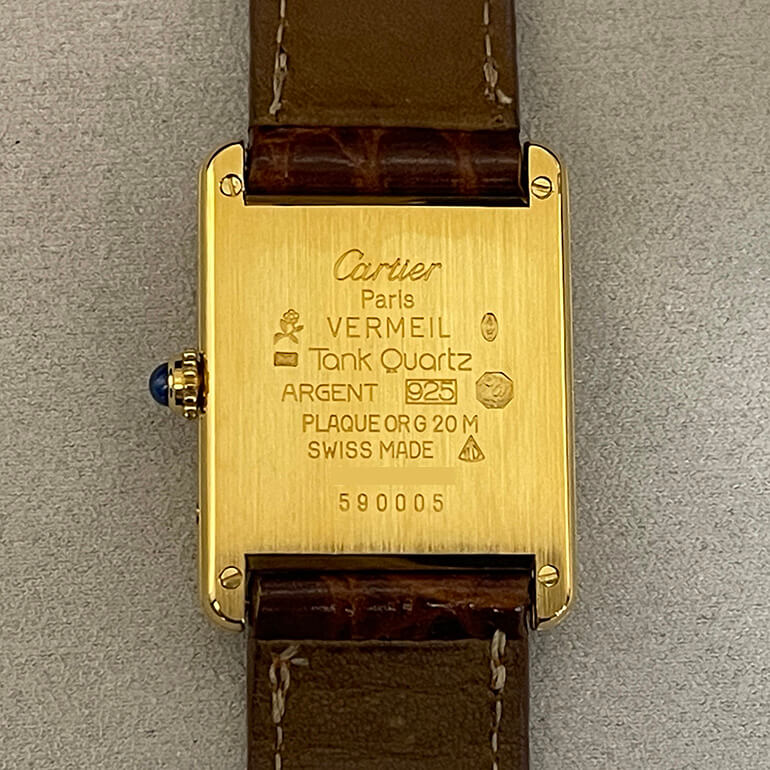 Cartier
Paris
VERMEIL
Tank Quartz
ARGENT 925
PLAQUE OR G 20 M
SWISS MADE
590005